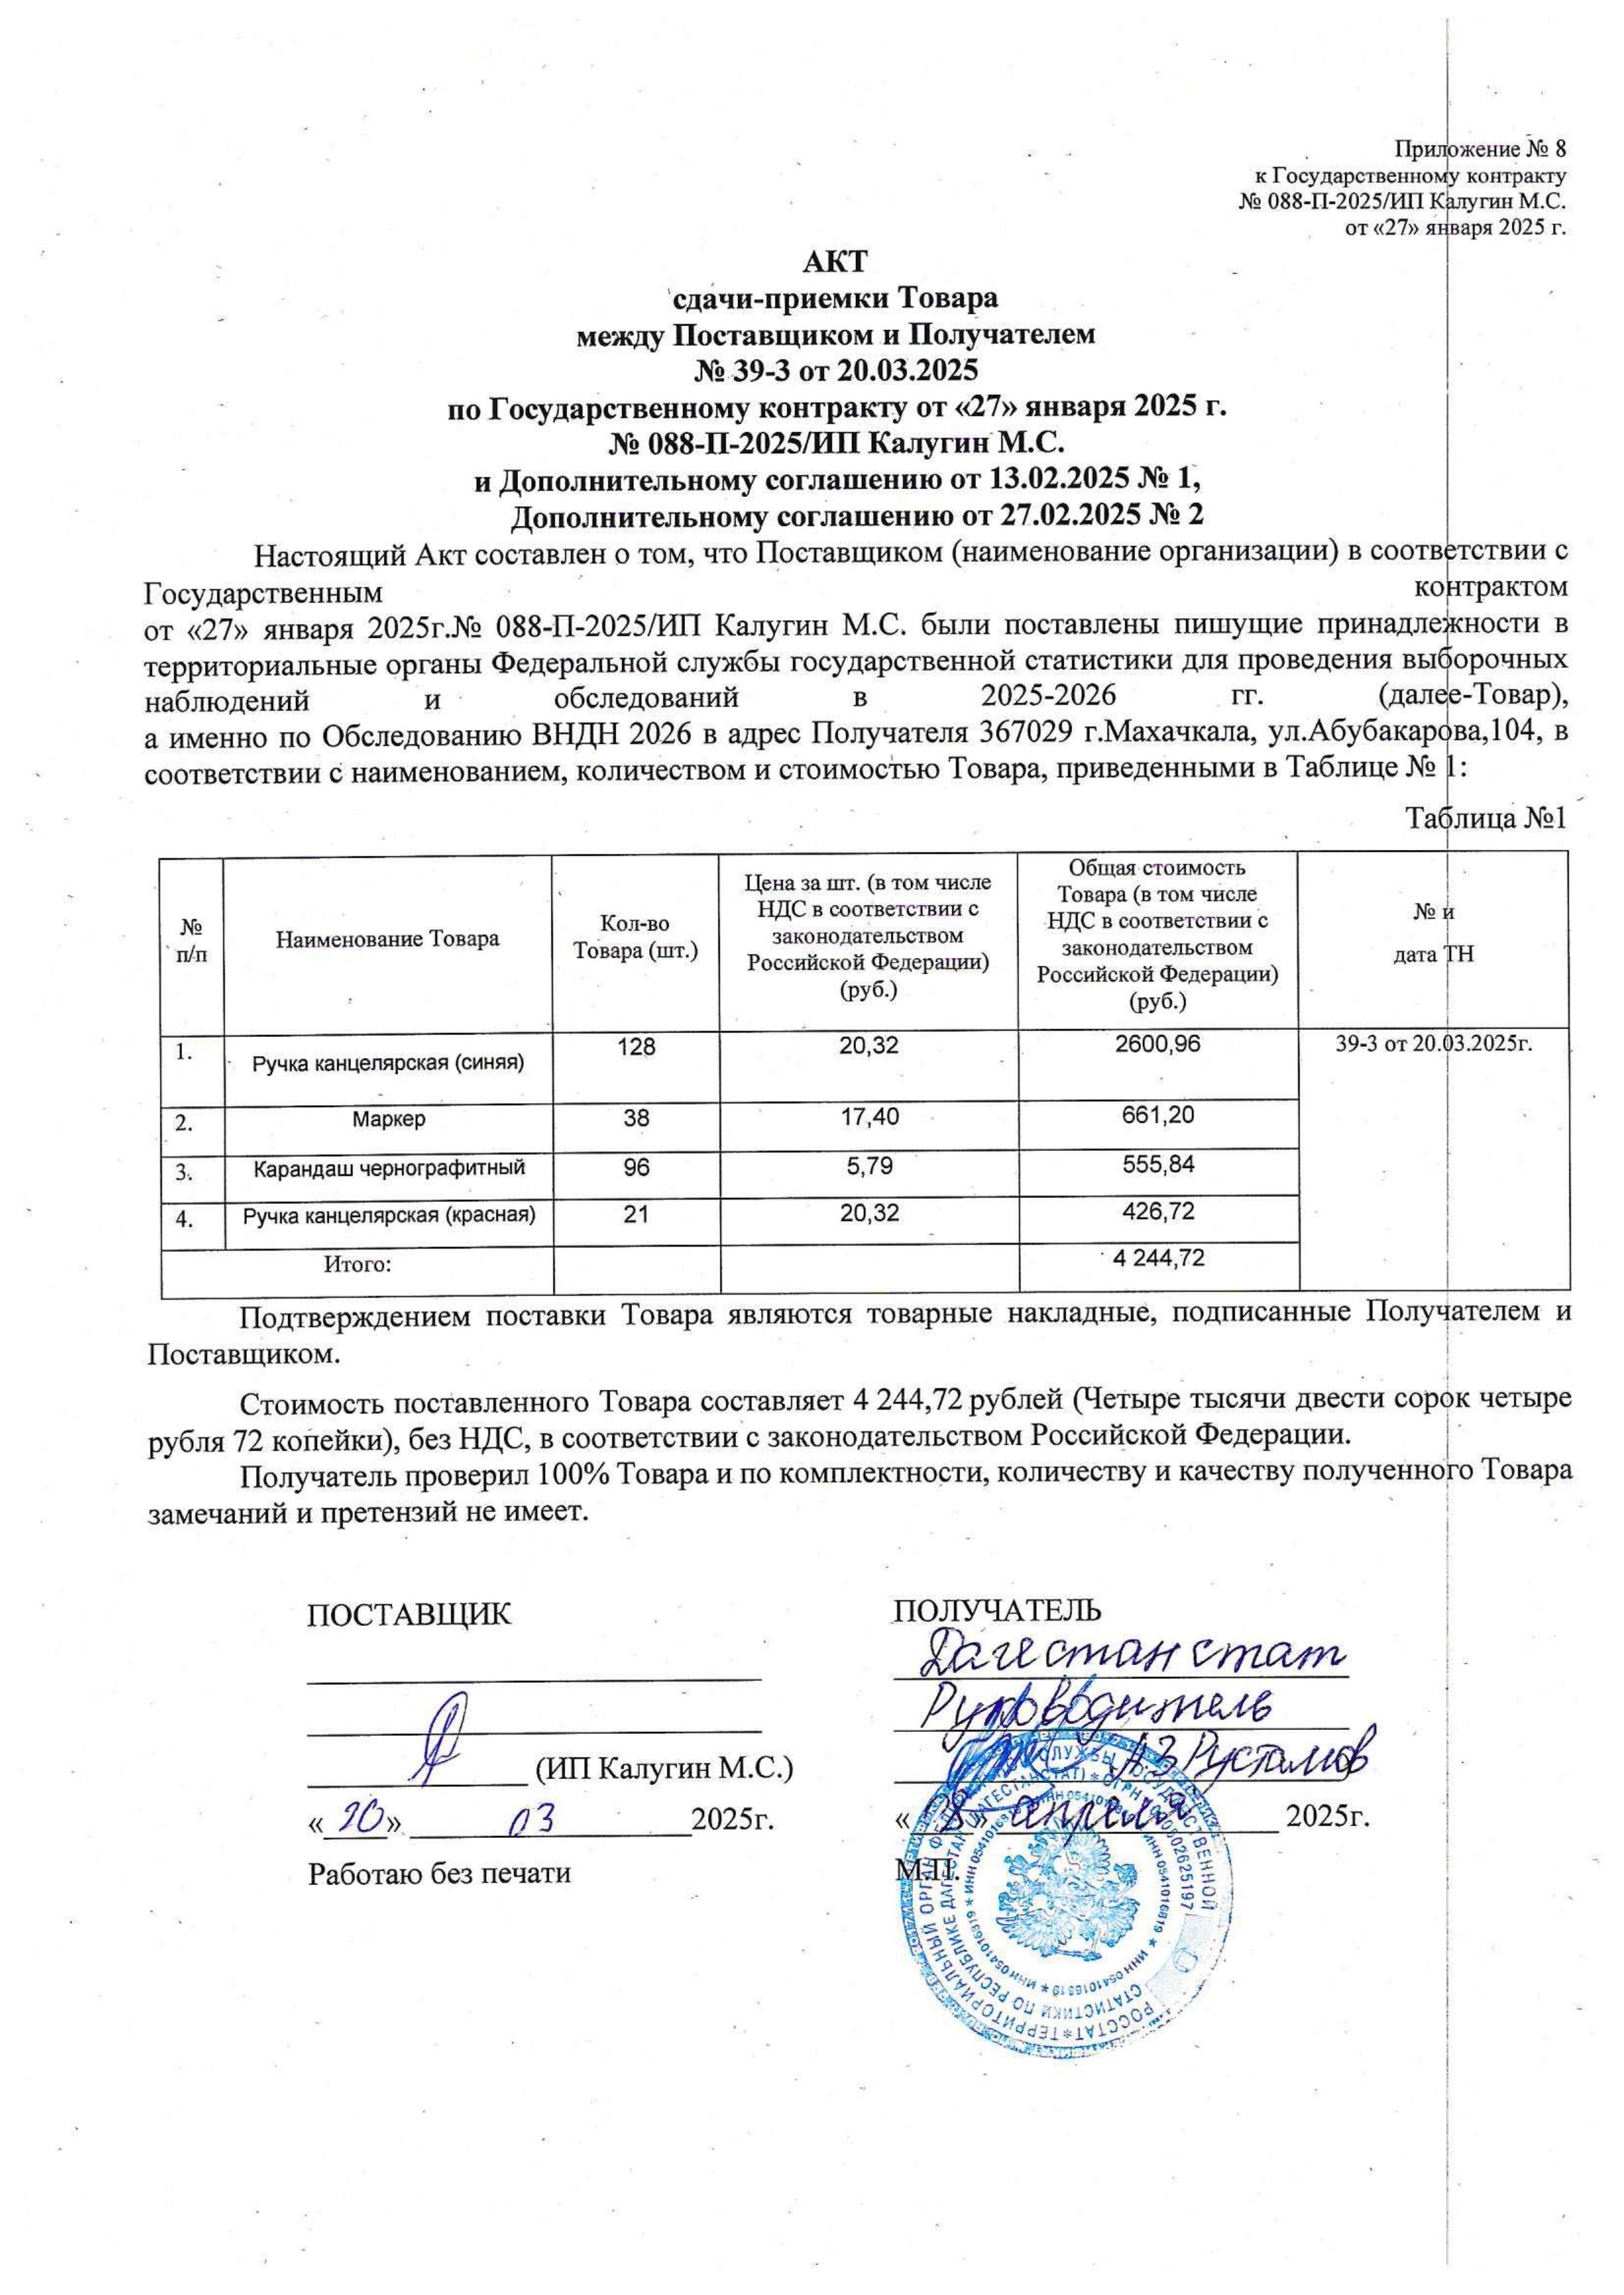 Приложение № 8
к Государственному контракту
№ 088-П-2025/ИП Калугин М.С.
от «27» января 2025 г.
АКТ
сдачи-приемки Товара
между Поставщиком и Получателем
№ 39-3 от 20.03.2025
по Государственному контракту от «27» января 2025 г.
№ 088-П-2025/ИП Калугин М.С.
и Дополнительному соглашению от 13.02.2025 № 1,
Дополнительному соглашению от 27.02.2025 № 2
Настоящий Акт составлен о том, что Поставщиком (наименование организации) в соответствии с
Государственным контрактом
от «27» января 2025г.№ 088-П-2025/ИП Калугин М.С. были поставлены пишущие принадлежности в
территориальные органы Федеральной службы государственной статистики для проведения выборочных
наблюдений и обследований в 2025-2026 гг. (далее-Товар),
а именно по Обследованию ВНДН 2026 в адрес Получателя 367029 г.Махачкала, ул.Абубакарова,104, в
соответствии с наименованием, количеством и стоимостью Товара, приведенными в Таблице № 1:
Таблица №1
№ п/п Наименование Товара Кол-во Товара (шт.) Цена за шт. (в том числе НДС в соответствии с законодательством Российской Федерации) (руб.) Общая стоимость Товара (в том числе НДС в соответствии с законодательством Российской Федерации) (руб.) № и дата ТН
1. Ручка канцелярская (синяя) 128 20,32 2600,96 39-3 от 20.03.2025г.
2. Маркер 38 17,40 661,20
3. Карандаш чернографитный 96 5,79 555,84
4. Ручка канцелярская (красная) 21 20,32 426,72
Итого: 4 244,72
Подтверждением поставки Товара являются товарные накладные, подписанные Получателем и
Поставщиком.
Стоимость поставленного Товара составляет 4 244,72 рублей (Четыре тысячи двести сорок четыре
рубля 72 копейки), без НДС, в соответствии с законодательством Российской Федерации.
Получатель проверил 100% Товара и по комплектности, количеству и качеству полученного Товара
замечаний и претензий не имеет.
ПОСТАВЩИК
(ИП Калугин М.С.)
«20» 03 2025г.
Работаю без печати
ПОЛУЧАТЕЛЬ
Дагестанстат
Руководитель
А.З Рустамов
« » апреля 2025г.
М.П.
РОССТАТ * ТЕРРИТОРИАЛЬНЫЙ ОРГАН СЛУЖБЫ ГОСУДАРСТВЕННОЙ
СТАТИСТИКИ ПО РЕСПУБЛИКЕ ДАГЕСТАН (ДАГЕСТАНСТАТ) * ОГРН
ИНН 0541016819 * ИНН 0541016819 * ИНН 0541016819